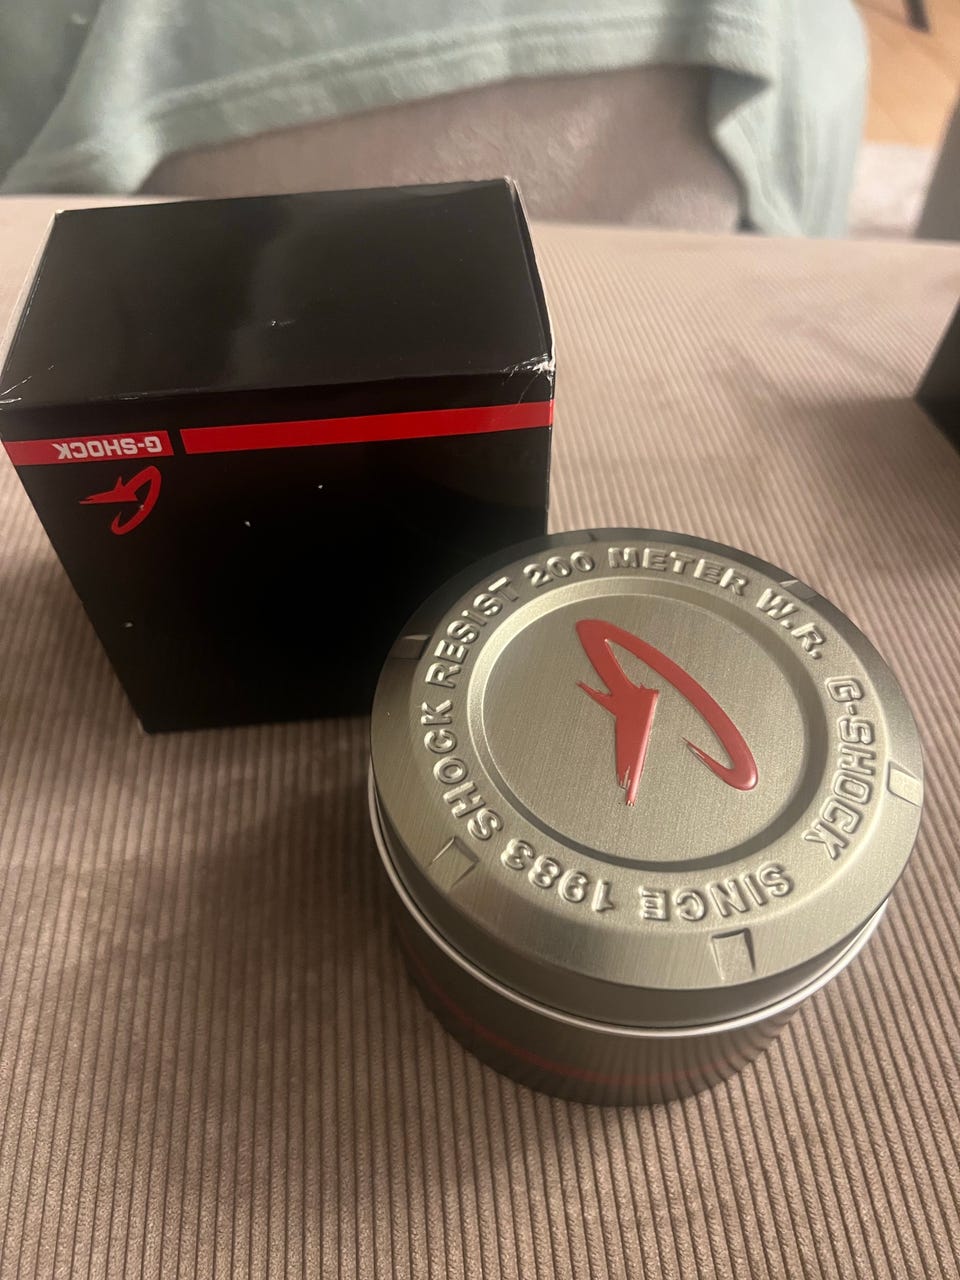 G-SHOCK
SHOCK RESIST 200 METER W.R.
G-SHOCK
SINCE 1983